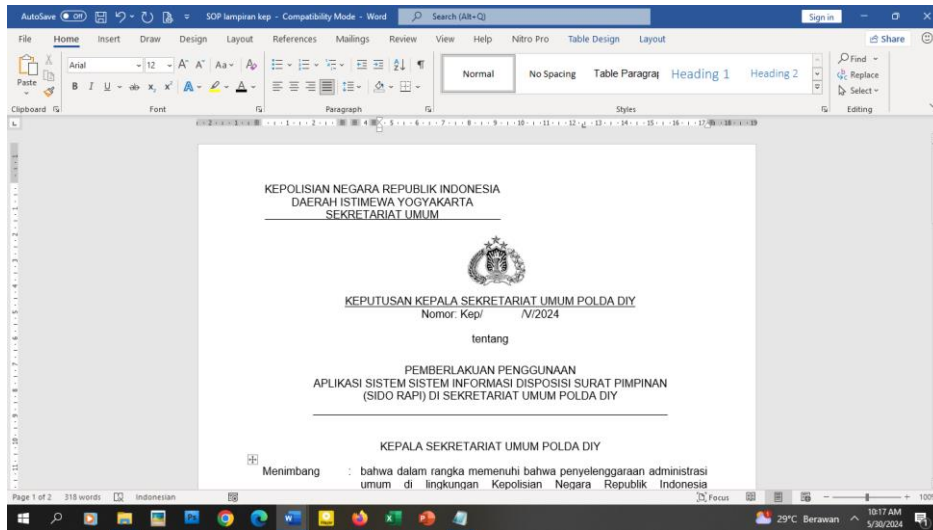 AutoSave Off SOP lampiran kep - Compatibility Mode - Word Search (Alt+Q) Sign in
File Home Insert Draw Design Layout References Mailings Review View Help Nitro Pro Table Design Layout Share
Paste Arial 12 Normal No Spacing Table Paragrap Heading 1 Heading 2 Find
Replace
Select
Clipboard Font Paragraph Styles Editing
KEPOLISIAN NEGARA REPUBLIK INDONESIA
DAERAH ISTIMEWA YOGYAKARTA
SEKRETARIAT UMUM
KEPUTUSAN KEPALA SEKRETARIAT UMUM POLDA DIY
Nomor: Kep/ /V/2024
tentang
PEMBERLAKUAN PENGGUNAAN
APLIKASI SISTEM SISTEM INFORMASI DISPOSISI SURAT PIMPINAN
(SIDO RAPI) DI SEKRETARIAT UMUM POLDA DIY
KEPALA SEKRETARIAT UMUM POLDA DIY
Menimbang : bahwa dalam rangka memenuhi bahwa penyelenggaraan administrasi
umum di lingkungan Kepolisian Negara Republik Indonesia
Page 1 of 2 318 words Indonesian Focus 100
29°C Berawan 10:17 AM
5/30/2024